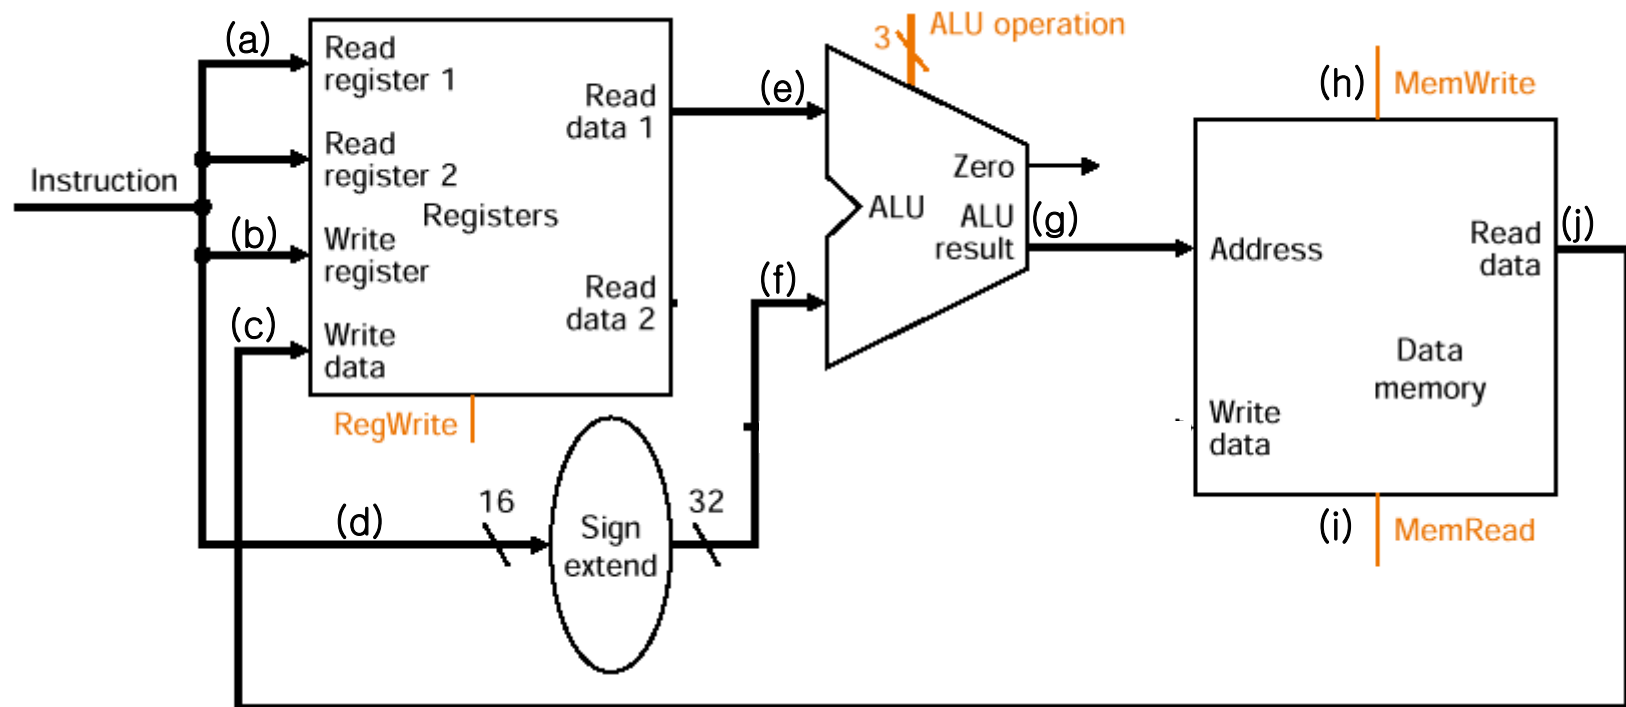 (a)
Read
register 1
Read
register 2
Instruction
Registers
(b)
Write
register
(c)
Write
data
Read
data 1
Read
data 2
RegWrite
(d)
16
Sign
extend
32
(e)
(f)
3
ALU operation
ALU
Zero
ALU
result
(g)
(h)
MemWrite
Address
Read
data
(j)
Data
memory
Write
data
(i)
MemRead